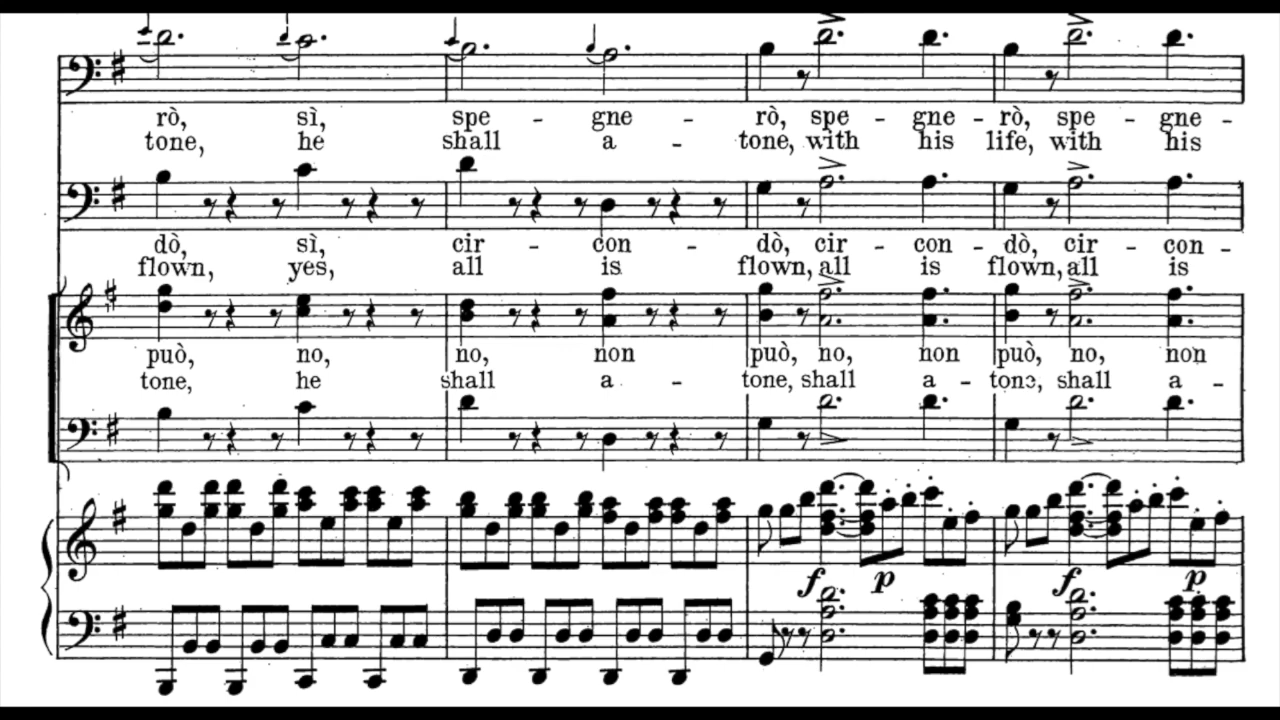 rò, sì, spe - gne - rò, spe - gne - rò, spe - gne -
tone, he shall a - tone, with his life, with his
dò, sì, cir - con - dò, cir - con - dò, cir - con -
flown, yes, all is flown, all is flown, all is
può, no, no, non può, no, non può, no, non
tone, he shall a - tone, shall a - tone, shall a -
f p f p